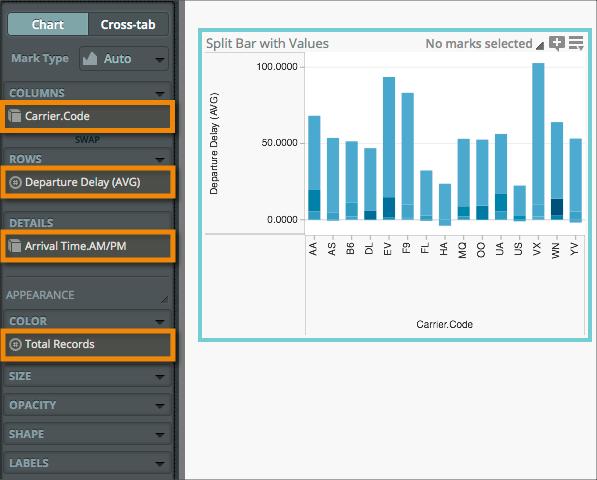 Chart
Cross-tab
Mark Type
Auto
COLUMNS
Carrier.Code
SWAP
ROWS
Departure Delay (AVG)
DETAILS
Arrival Time.AM/PM
APPEARANCE
COLOR
Total Records
SIZE
OPACITY
SHAPE
LABELS
Split Bar with Values
No marks selected
Departure Delay (AVG)
100.0000
50.0000
0.0000
AA AS B6 DL EV F9 FL HA MQ OO UA US VX WN YV
Carrier.Code